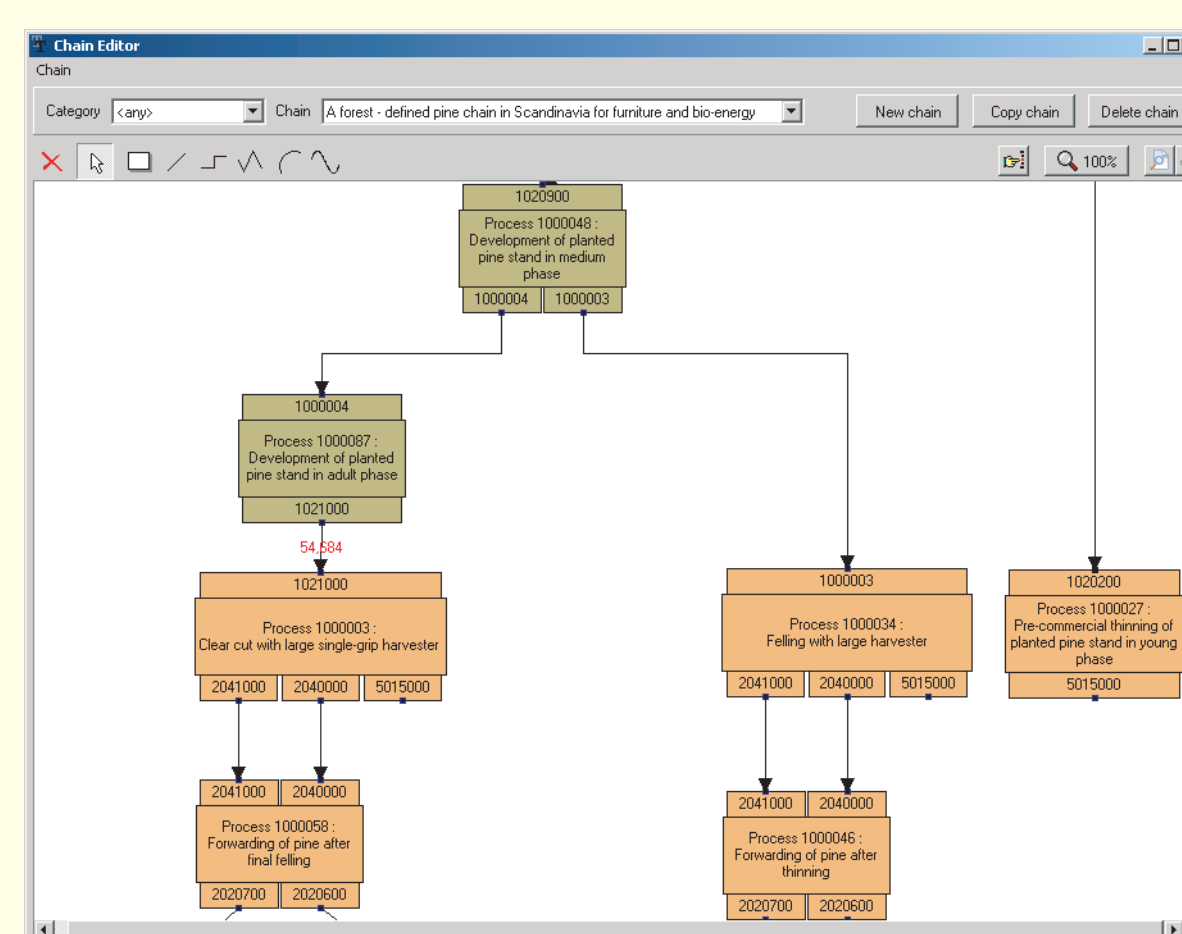 Chain Editor
Chain
Category <any> Chain A forest - defined pine chain in Scandinavia for furniture and bio-energy New chain Copy chain Delete chain
100%
1020900
Process 1000048 :
Development of planted
pine stand in medium
phase
1000004 1000003
1000004
Process 1000087 :
Development of planted
pine stand in adult phase
1021000
54,684
1021000
Process 1000003 :
Clear cut with large single-grip harvester
2041000 2040000 5015000
1000003
Process 1000034 :
Felling with large harvester
2041000 2040000 5015000
1020200
Process 1000027 :
Pre-commercial thinning of
planted pine stand in young
phase
5015000
2041000 2040000
Process 1000058 :
Forwarding of pine after
final felling
2020700 2020600
2041000 2040000
Process 1000046 :
Forwarding of pine after
thinning
2020700 2020600